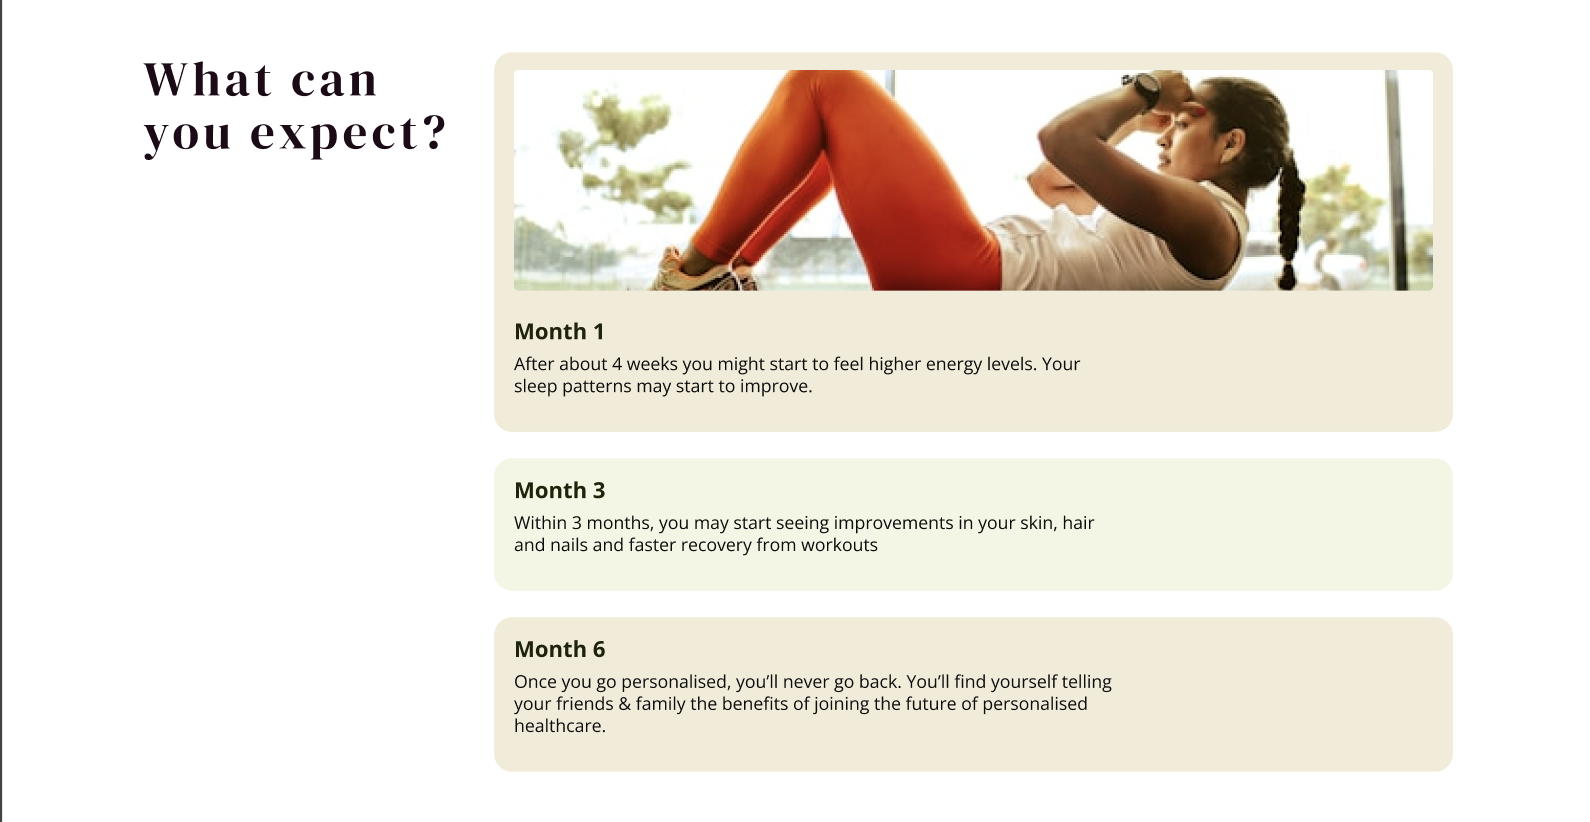 What can
you expect?
Month 1
After about 4 weeks you might start to feel higher energy levels. Your
sleep patterns may start to improve.
Month 3
Within 3 months, you may start seeing improvements in your skin, hair
and nails and faster recovery from workouts
Month 6
Once you go personalised, you’ll never go back. You’ll find yourself telling
your friends & family the benefits of joining the future of personalised
healthcare.